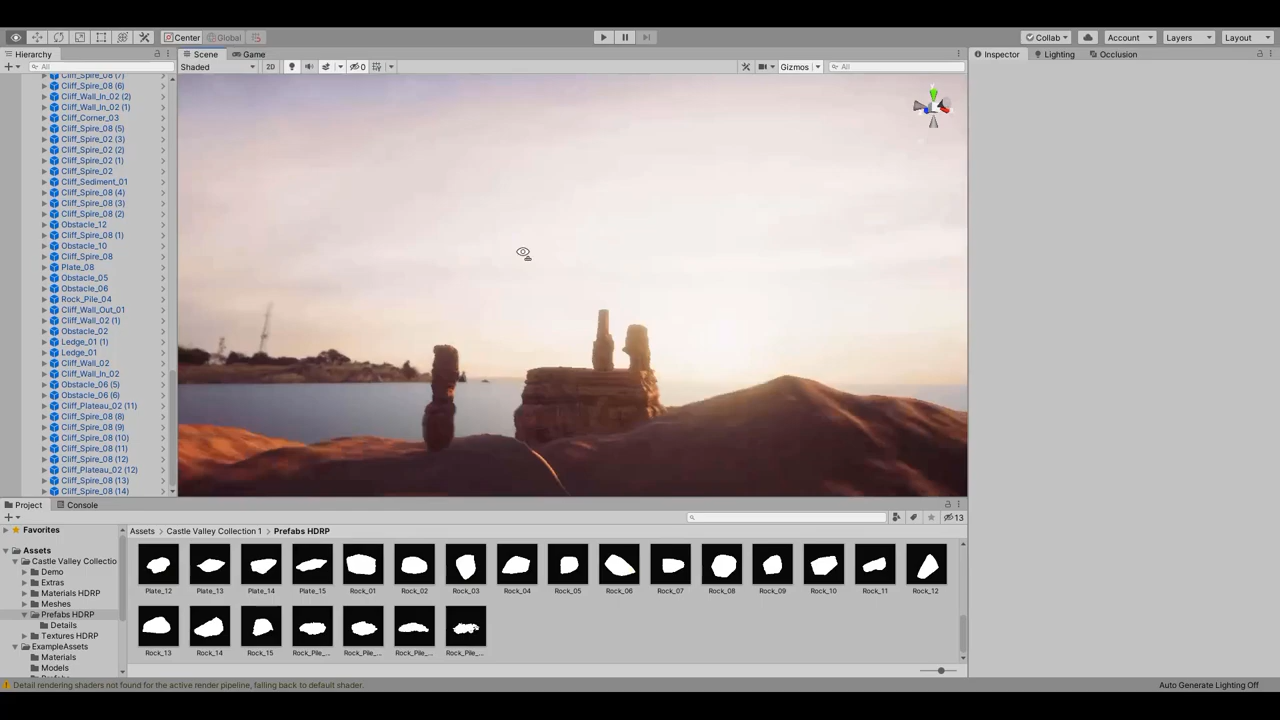 Center
Global
Collab
Account
Layers
Layout
Hierarchy
Scene
Game
Inspector
Lighting
Occlusion
All
Shaded
2D
0
Gizmos
All
Cliff_Spire_08 (7)
Cliff_Spire_08 (6)
Cliff_Wall_In_02 (2)
Cliff_Wall_In_02 (1)
Cliff_Corner_03
Cliff_Spire_08 (5)
Cliff_Spire_02 (3)
Cliff_Spire_02 (2)
Cliff_Spire_02 (1)
Cliff_Spire_02
Cliff_Sediment_01
Cliff_Spire_08 (4)
Cliff_Spire_08 (3)
Cliff_Spire_08 (2)
Obstacle_12
Cliff_Spire_08 (1)
Obstacle_10
Cliff_Spire_08
Plate_08
Obstacle_05
Obstacle_06
Rock_Pile_04
Cliff_Wall_Out_01
Cliff_Wall_02 (1)
Obstacle_02
Ledge_01 (1)
Ledge_01
Cliff_Wall_02
Cliff_Wall_In_02
Obstacle_06 (5)
Obstacle_06 (6)
Cliff_Plateau_02 (11)
Cliff_Spire_08 (8)
Cliff_Spire_08 (9)
Cliff_Spire_08 (10)
Cliff_Spire_08 (11)
Cliff_Spire_08 (12)
Cliff_Plateau_02 (12)
Cliff_Spire_08 (13)
Cliff_Spire_08 (14)
Project
Console
13
Favorites
Assets
Castle Valley Collectio
Demo
Extras
Materials HDRP
Meshes
Prefabs HDRP
Details
Textures HDRP
ExampleAssets
Materials
Models
Assets
Castle Valley Collection 1
Prefabs HDRP
Plate_12
Plate_13
Plate_14
Plate_15
Rock_01
Rock_02
Rock_03
Rock_04
Rock_05
Rock_06
Rock_07
Rock_08
Rock_09
Rock_10
Rock_11
Rock_12
Rock_13
Rock_14
Rock_15
Rock_Pile_...
Rock_Pile_...
Rock_Pile_...
Rock_Pile_...
Detail rendering shaders not found for the active render pipeline, falling back to default shader.
Auto Generate Lighting Off